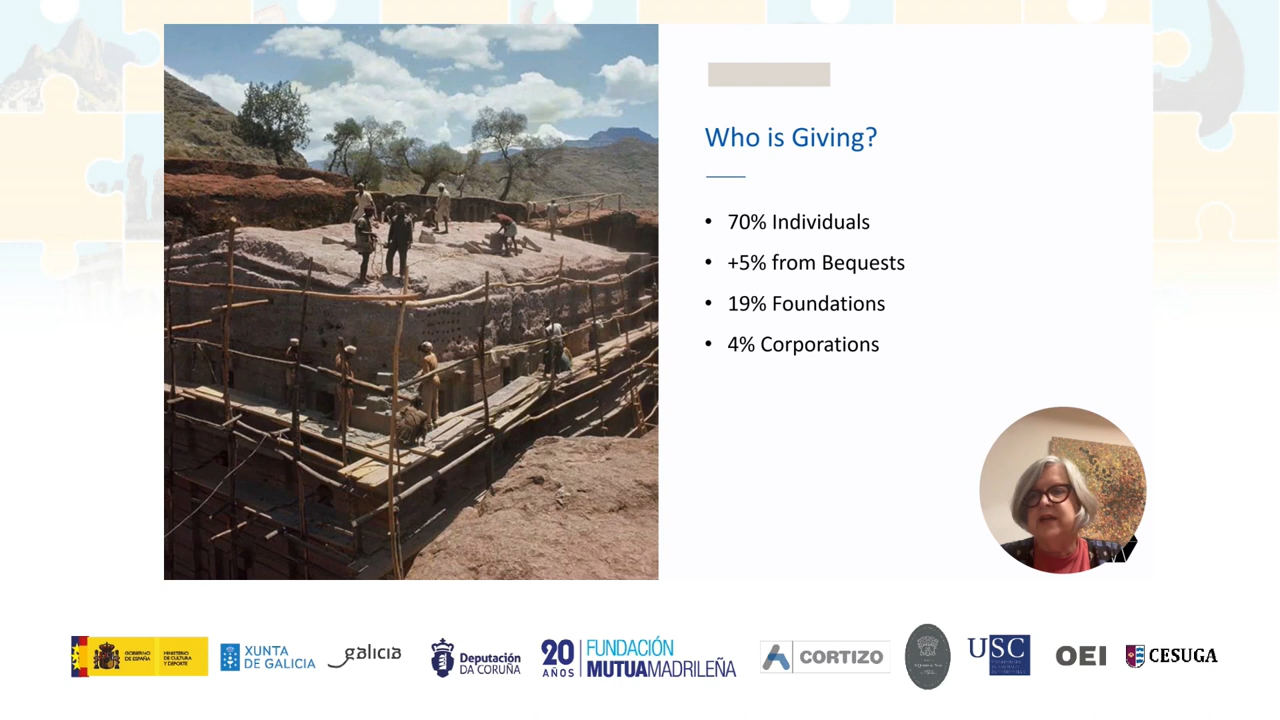 Who is Giving?
• 70% Individuals
• +5% from Bequests
• 19% Foundations
• 4% Corporations
GOBIERNO
DE ESPAÑA
MINISTERIO
DE CULTURA
Y DEPORTE
XUNTA
DE GALICIA
galicia
Deputación
DA CORUÑA
20
AÑOS
FUNDACIÓN
MUTUAMADRILEÑA
CORTIZO
USC
OEI
CESUGA